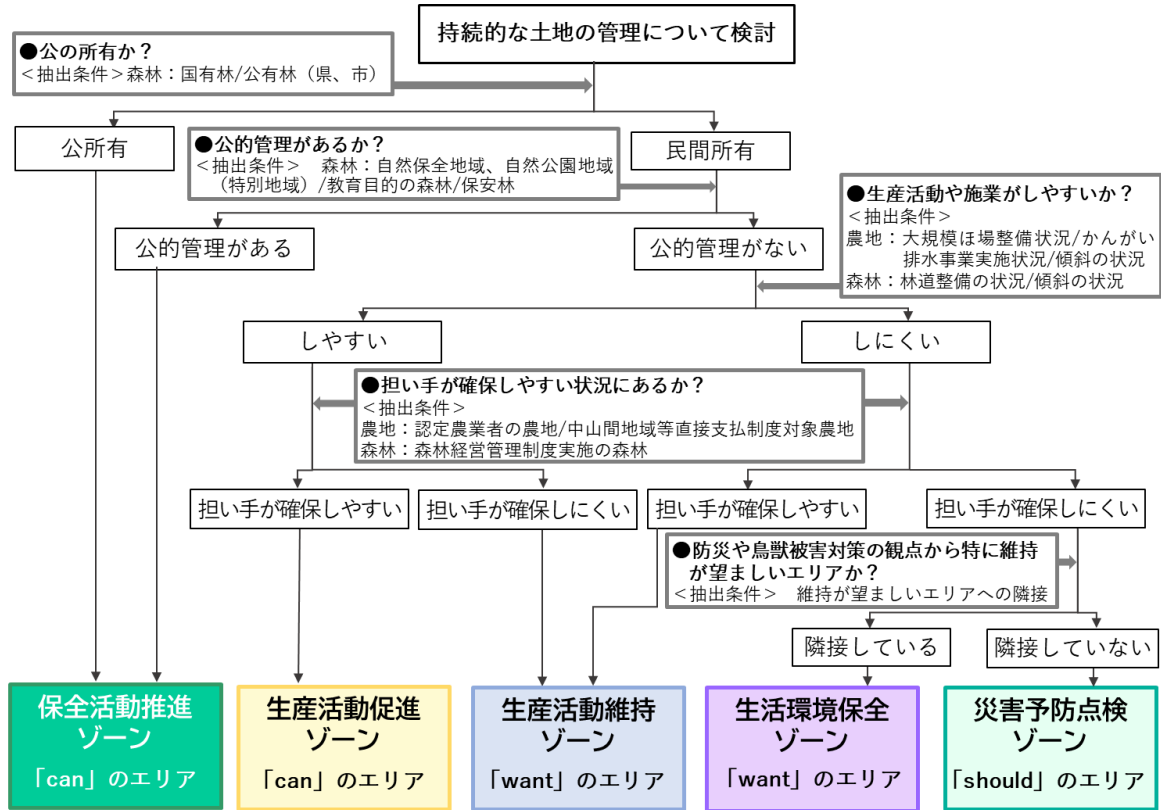 持続的な土地の管理について検討
●公の所有か？
＜抽出条件＞森林：国有林/公有林（県、市）
公所有
●公的管理があるか？
＜抽出条件＞　森林：自然保全地域、自然公園地域
（特別地域）/教育目的の森林/保安林
民間所有
●生産活動や施業がしやすいか？
＜抽出条件＞
農地：大規模ほ場整備状況/かんがい
排水事業実施状況/傾斜の状況
森林：林道整備の状況/傾斜の状況
公的管理がある
公的管理がない
しやすい
しにくい
●担い手が確保しやすい状況にあるか？
＜抽出条件＞
農地：認定農業者の農地/中山間地域等直接支払制度対象農地
森林：森林経営管理制度実施の森林
担い手が確保しやすい
担い手が確保しにくい
担い手が確保しやすい
担い手が確保しにくい
●防災や鳥獣被害対策の観点から特に維持
が望ましいエリアか？
＜抽出条件＞　維持が望ましいエリアへの隣接
隣接している
隣接していない
保全活動推進
ゾーン
「can」のエリア
生産活動促進
ゾーン
「can」のエリア
生産活動維持
ゾーン
「want」のエリア
生活環境保全
ゾーン
「want」のエリア
災害予防点検
ゾーン
「should」のエリア